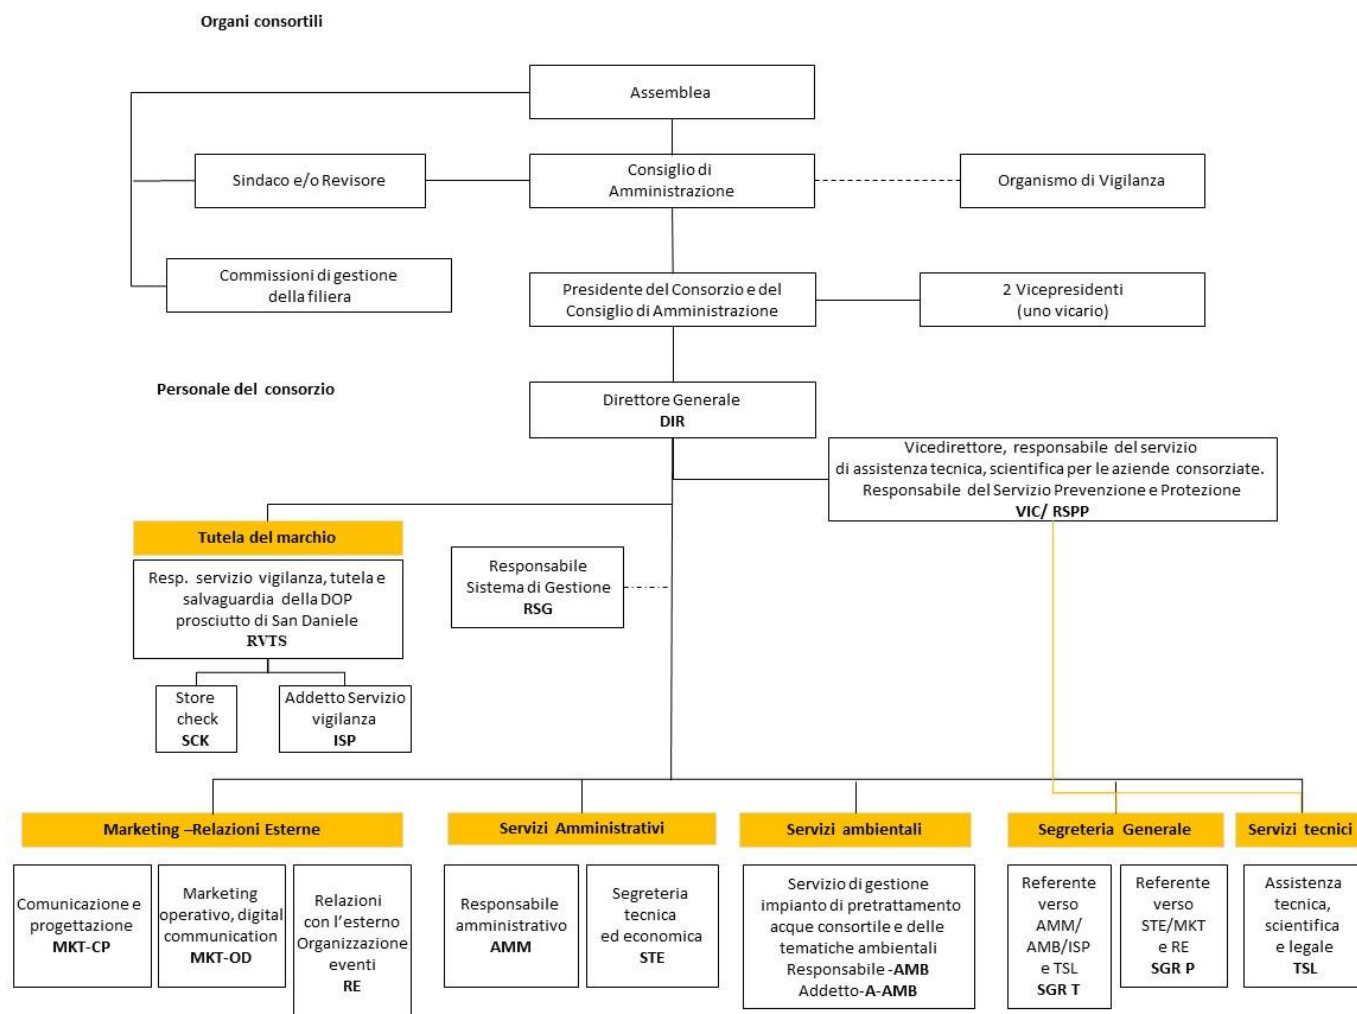 Organi consortili
Assemblea
Sindaco e/o Revisore
Consiglio di
Amministrazione
Organismo di Vigilanza
Commissioni di gestione
della filiera
Presidente del Consorzio e del
Consiglio di Amministrazione
2 Vicepresidenti
(uno vicario)
Personale del consorzio
Direttore Generale
DIR
Vicedirettore, responsabile del servizio
di assistenza tecnica, scientifica per le aziende consorziate.
Responsabile del Servizio Prevenzione e Protezione
VIC/ RSPP
Tutela del marchio
Resp. servizio vigilanza, tutela e
salvaguardia della DOP
prosciutto di San Daniele
RVTS
Responsabile
Sistema di Gestione
RSG
Store
check
SCK
Addetto Servizio
vigilanza
ISP
Marketing –Relazioni Esterne
Comunicazione e
progettazione
MKT-CP
Marketing
operativo, digital
communication
MKT-OD
Relazioni
con l'esterno
Organizzazione
eventi
RE
Servizi Amministrativi
Responsabile
amministrativo
AMM
Segreteria
tecnica
ed economica
STE
Servizi ambientali
Servizio di gestione
impianto di pretrattamento
acque consortile e delle
tematiche ambientali
Responsabile -AMB
Addetto-A-AMB
Segreteria Generale
Referente
verso
AMM/
AMB/ISP
e TSL
SGR T
Referente
verso
STE/MKT
e RE
SGR P
Servizi tecnici
Assistenza
tecnica,
scientifica
e legale
TSL